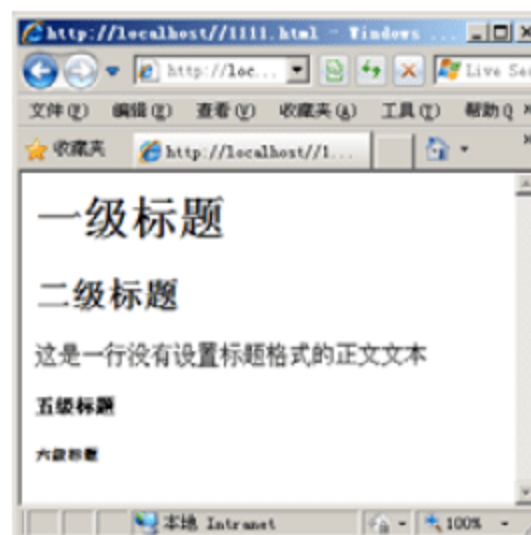 http://localhost//1111.html - Windows ...
http://loc... Live Sea
文件(F) 编辑(E) 查看(V) 收藏夹(A) 工具(T) 帮助(
收藏夹 http://localhost//1...
一级标题
二级标题
这是一行没有设置标题格式的正文文本
五级标题
六级标题
本地 Intranet 100%